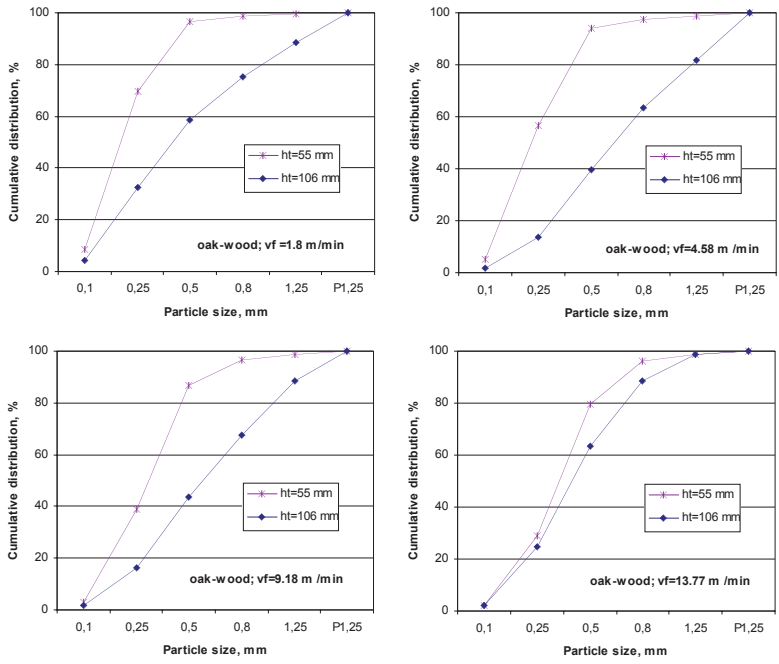 Cumulative distribution, %
100
80
60
40
20
0
ht=55 mm
ht=106 mm
oak-wood; vf =1.8 m/min
0,1 0,25 0,5 0,8 1,25 P1,25
Particle size, mm
Cumulative distribution, %
100
80
60
40
20
0
ht=55 mm
ht=106 mm
oak-wood; vf=4.58 m /min
0,1 0,25 0,5 0,8 1,25 P1,25
Particle size, mm
Cumulative distribution, %
100
80
60
40
20
0
ht=55 mm
ht=106 mm
oak-wood; vf=9.18 m /min
0,1 0,25 0,5 0,8 1,25 P1,25
Particle size, mm
Cumulative distribution, %
100
80
60
40
20
0
ht=55 mm
ht=106 mm
oak-wood; vf=13.77 m /min
0,1 0,25 0,5 0,8 1,25 P1,25
Particle size, mm